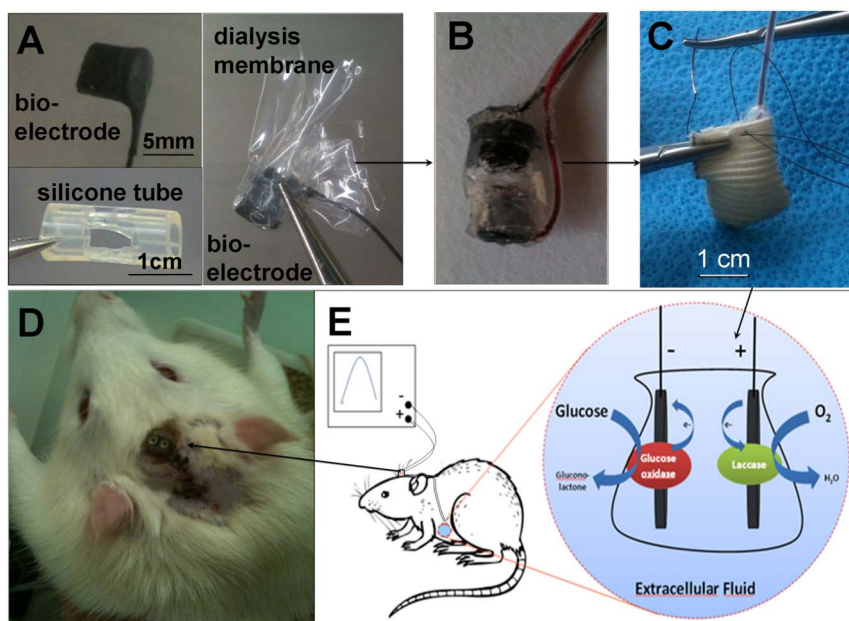 A
bio-
electrode
5mm
silicone tube
1cm
dialysis
membrane
bio-
electrode
B
C
1 cm
D
E
-
+
-
+
Glucose
Glucose
oxidase
Glucono-
lactone
e-
e-
Laccase
O2
H2O
Extracellular Fluid